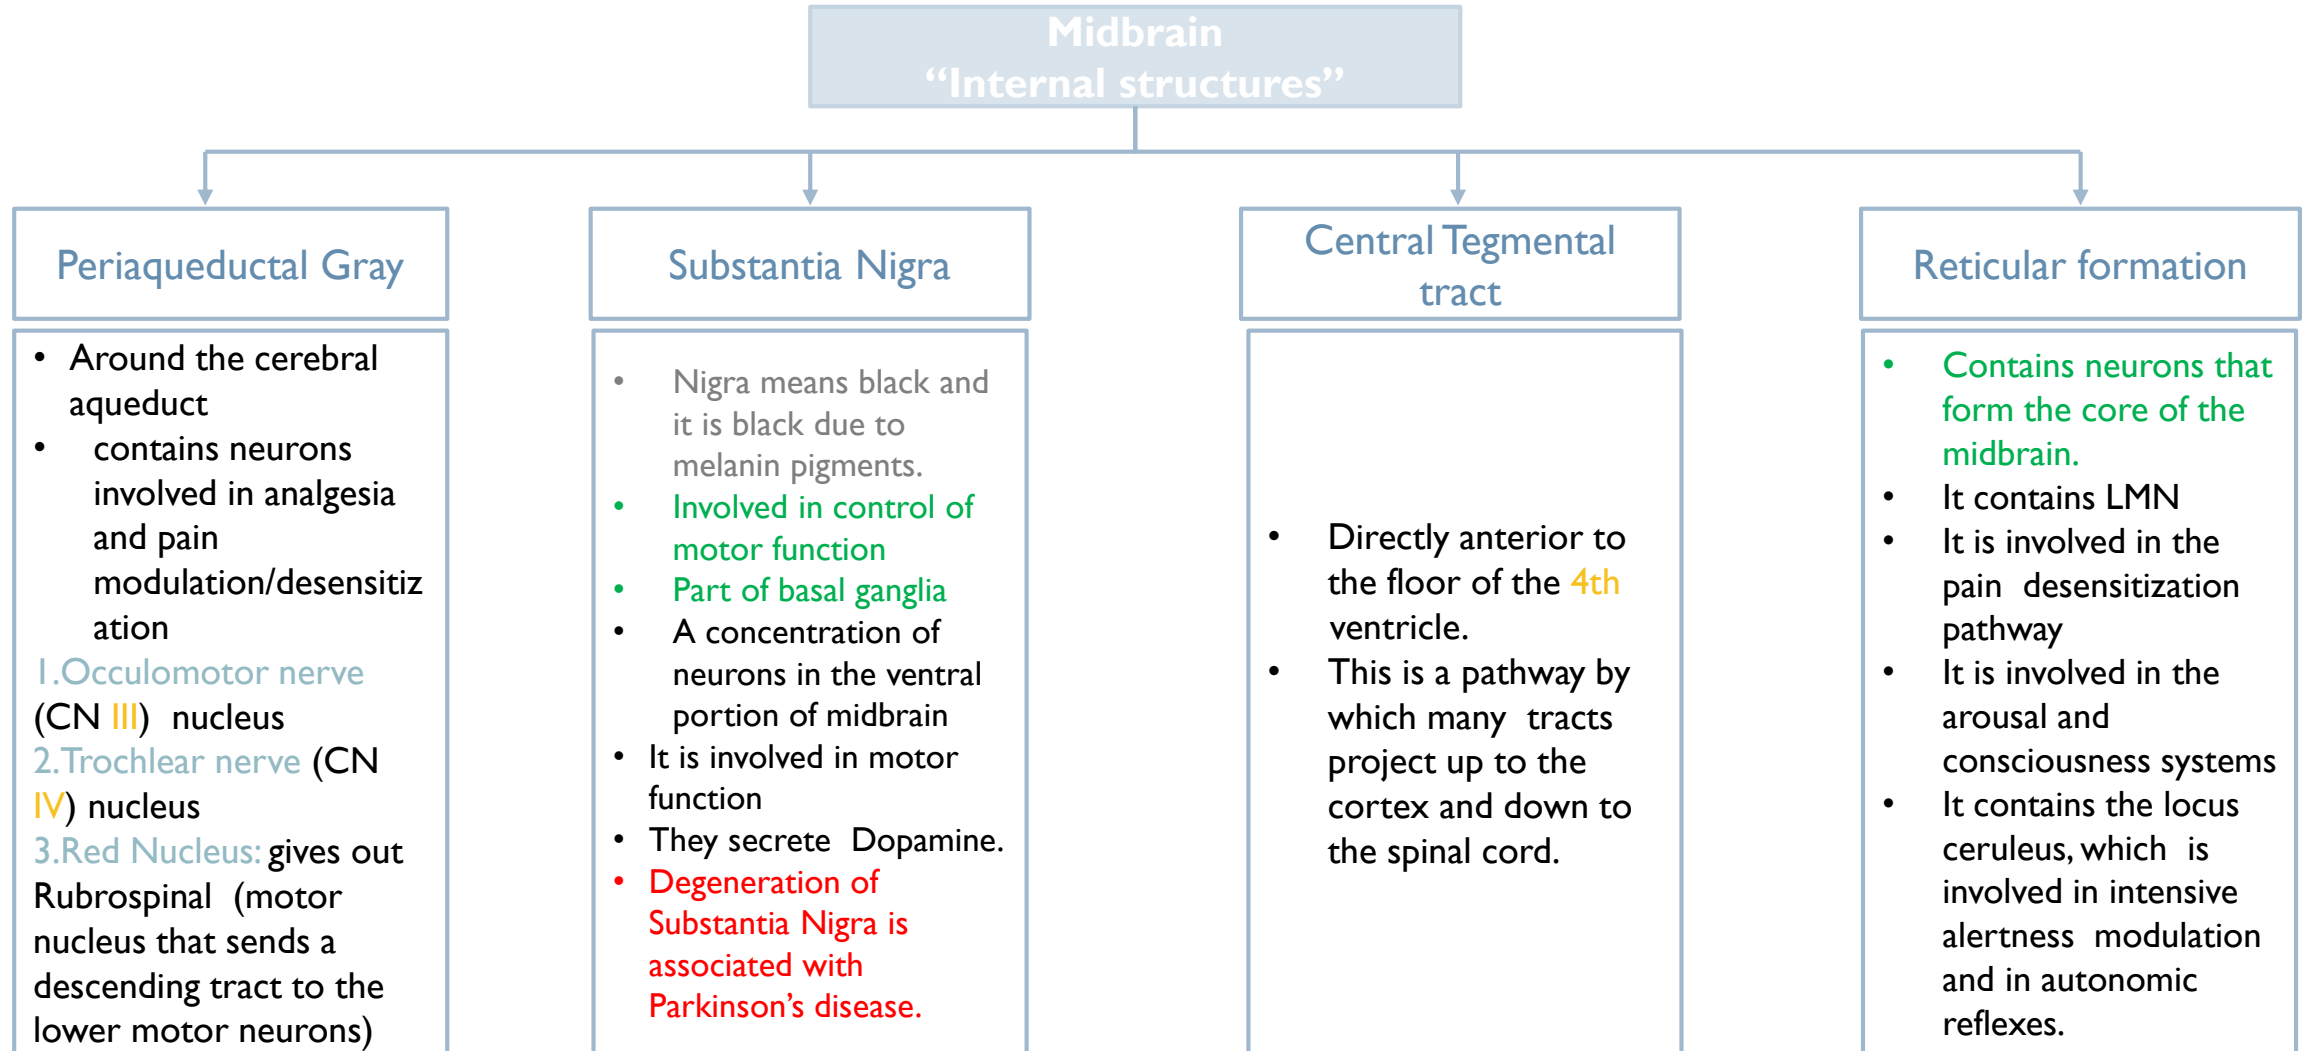 Midbrain
“Internal structures”
Periaqueductal Gray
• Around the cerebral
aqueduct
• contains neurons
involved in analgesia
and pain
modulation/desensitiz
ation
1.Occulomotor nerve
(CN III) nucleus
2.Trochlear nerve (CN
IV) nucleus
3.Red Nucleus: gives out
Rubrospinal (motor
nucleus that sends a
descending tract to the
lower motor neurons)
Substantia Nigra
• Nigra means black and
it is black due to
melanin pigments.
• Involved in control of
motor function
• Part of basal ganglia
• A concentration of
neurons in the ventral
portion of midbrain
• It is involved in motor
function
• They secrete Dopamine.
• Degeneration of
Substantia Nigra is
associated with
Parkinson’s disease.
Central Tegmental
tract
• Directly anterior to
the floor of the 4th
ventricle.
• This is a pathway by
which many tracts
project up to the
cortex and down to
the spinal cord.
Reticular formation
• Contains neurons that
form the core of the
midbrain.
• It contains LMN
• It is involved in the
pain desensitization
pathway
• It is involved in the
arousal and
consciousness systems
• It contains the locus
ceruleus, which is
involved in intensive
alertness modulation
and in autonomic
reflexes.